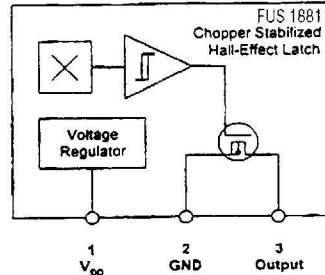 FUS 1881
Chopper Stabilized
Hall-Effect Latch
Voltage
Regulator
1 2 3
VDD GND Output